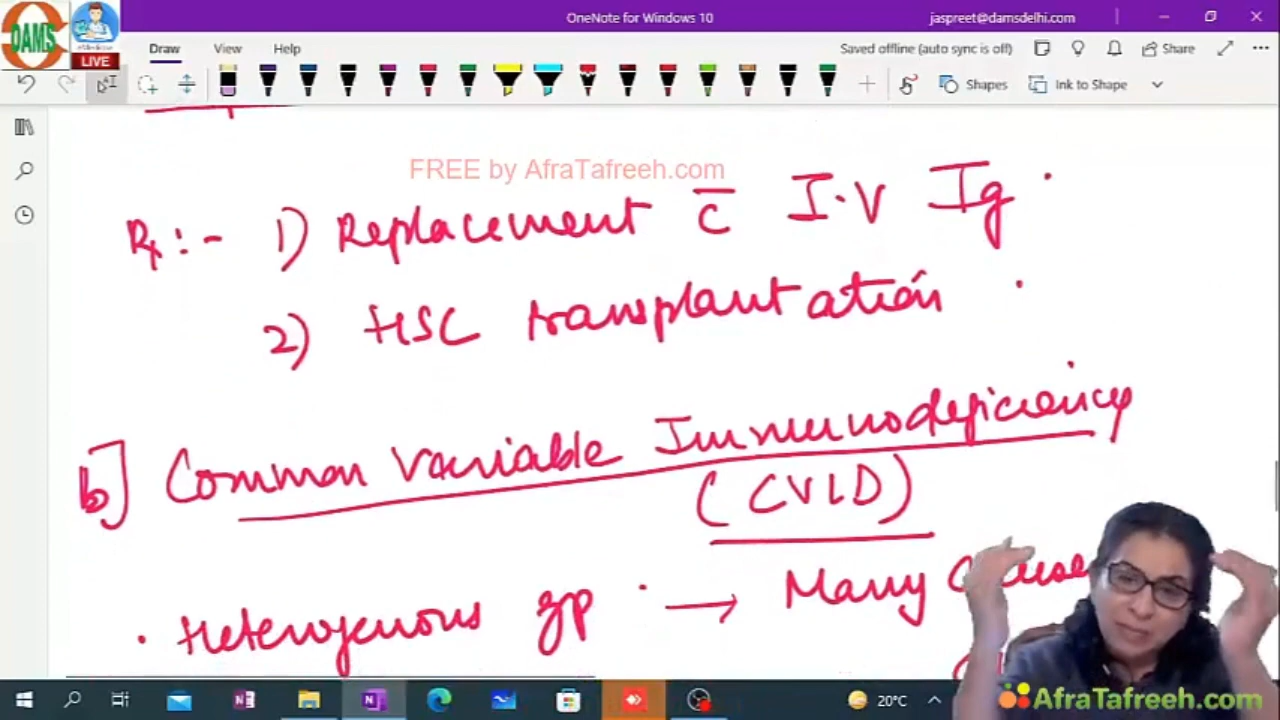 OneNote for Windows 10
jaspreet@damsdelhi.com
DAMS
eMedicoz
LIVE
Draw View Help
Saved offline (auto sync is off)
Share
Shapes
Ink to Shape
FREE by AfraTafreeh.com
Rx:- 1) Replacement c̄ I.V Ig.
2) HSC transplantation.
b] Common Variable Immunodeficiency
(CVID)
. Heterogenous gp. → Many
20°C
AfraTafreeh.com